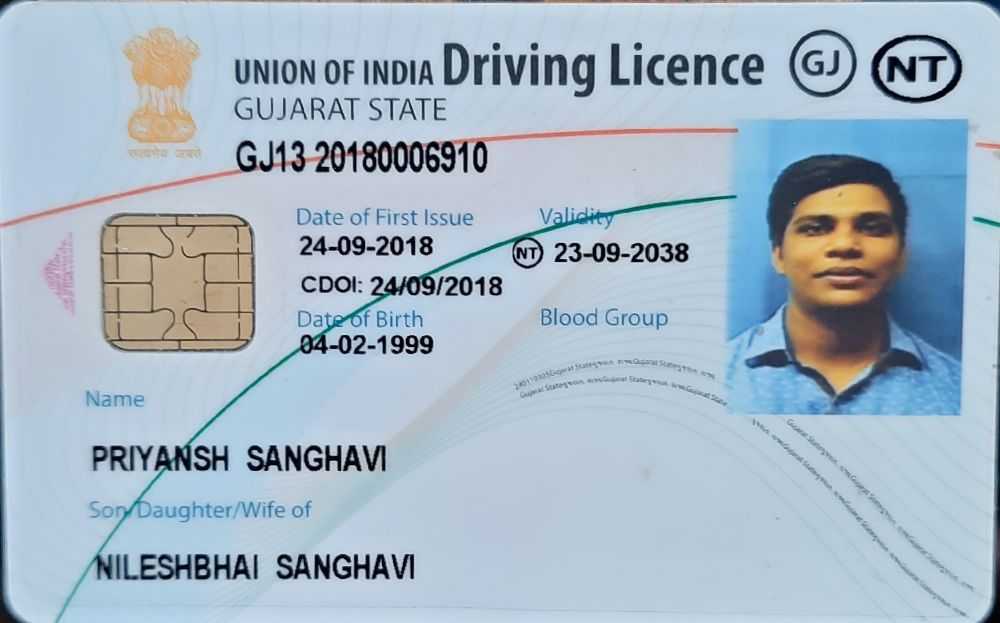 UNION OF INDIA Driving Licence GJ NT
GUJARAT STATE
सत्यमेव जयते
GJ13 20180006910
Date of First Issue Validity
24-09-2018 NT 23-09-2038
CDOI: 24/09/2018
Date of Birth Blood Group
04-02-1999
Name
PRIYANSH SANGHAVI
Son/Daughter/Wife of
NILESHBHAI SANGHAVI